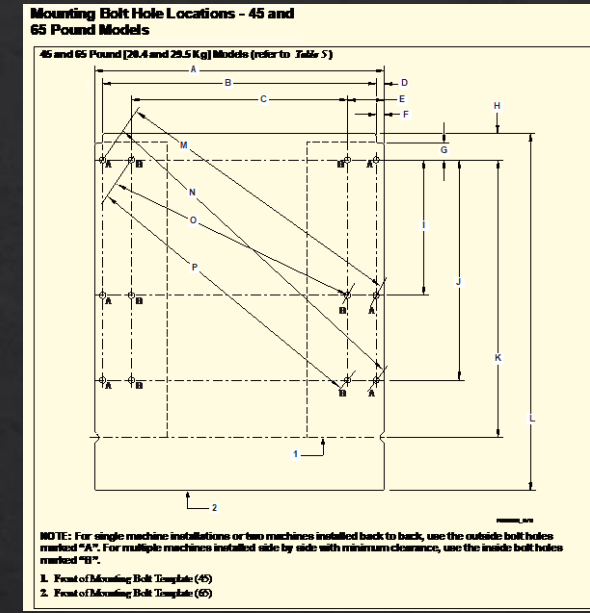 Mounting Bolt Hole Locations - 45 and
65 Pound Models
45 and 65 Pound [20.4 and 29.5 Kg] Models (refer to Table 5)
A
B
D
C
E
F
H
G
M
A
B
B
A
N
I
O
J
P
A
B
B
A
K
A
B
B
A
L
1
2
NOTE: For single machine installations or two machines installed back to back, use the outside bolt holes
marked “A”. For multiple machines installed side by side with minimum clearance, use the inside bolt holes
marked “B”.
1. Front of Mounting Bolt Template (45)
2. Front of Mounting Bolt Template (65)